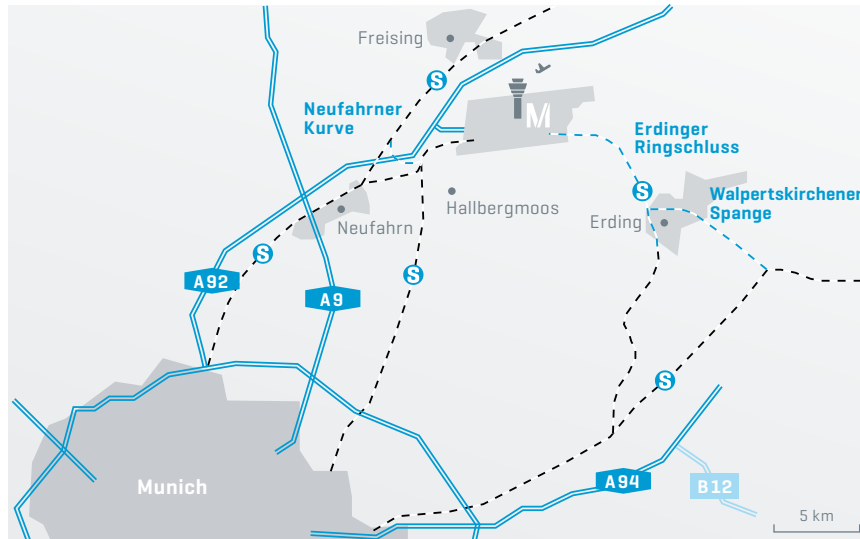 Freising
S
Neufahrner
Kurve
M
Erdinger
Ringschluss
S
Walpertskirchener
Spange
Hallbergmoos
Erding
Neufahrn
S
S
A92
A9
S
Munich
A94
B12
5 km